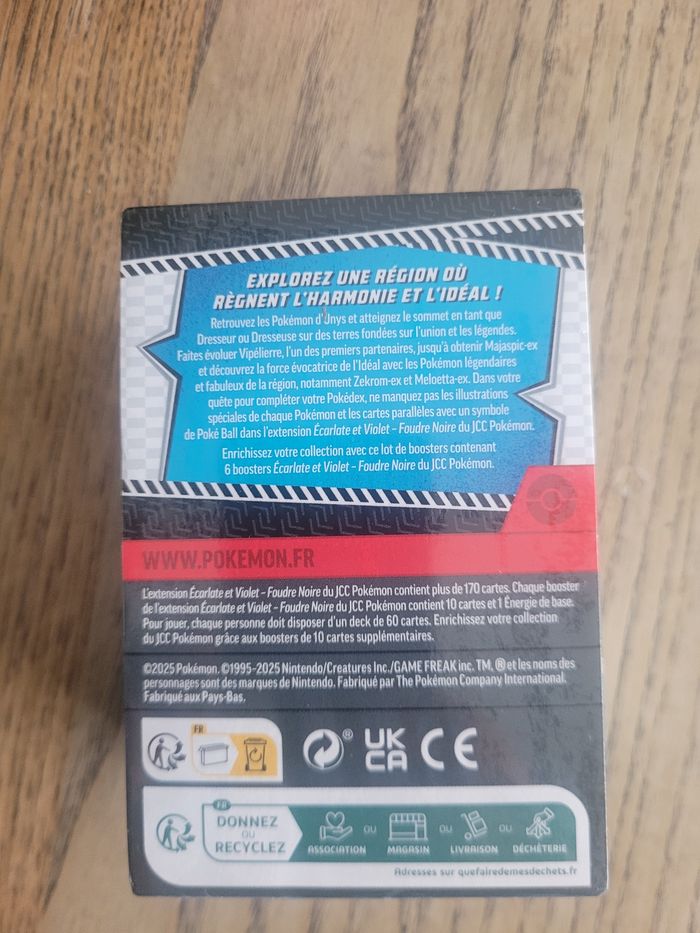 EXPLOREZ UNE RÉGION OÙ
RÈGNENT L'HARMONIE ET L'IDÉAL !
Retrouvez les Pokémon d'Unys et atteignez le sommet en tant que
Dresseur ou Dresseuse sur des terres fondées sur l'union et les légendes.
Faites évoluer Vipélierre, l'un des premiers partenaires, jusqu'à obtenir Majaspic-ex
et découvrez la force évocatrice de l'Idéal avec les Pokémon légendaires
et fabuleux de la région, notamment Zekrom-ex et Meloetta-ex. Dans votre
quête pour compléter votre Pokédex, ne manquez pas les illustrations
spéciales de chaque Pokémon et les cartes parallèles avec un symbole
de Poké Ball dans l'extension Écarlate et Violet – Foudre Noire du JCC Pokémon.
Enrichissez votre collection avec ce lot de boosters contenant
6 boosters Écarlate et Violet – Foudre Noire du JCC Pokémon.
WWW.POKEMON.FR
L'extension Écarlate et Violet – Foudre Noire du JCC Pokémon contient plus de 170 cartes. Chaque booster
de l'extension Écarlate et Violet – Foudre Noire du JCC Pokémon contient 10 cartes et 1 Énergie de base.
Pour jouer, chaque personne doit disposer d'un deck de 60 cartes. Enrichissez votre collection
du JCC Pokémon grâce aux boosters de 10 cartes supplémentaires.
©2025 Pokémon. ©1995–2025 Nintendo/Creatures Inc./GAME FREAK inc. TM, ® et les noms des
personnages sont des marques de Nintendo. Fabriqué par The Pokémon Company International.
Fabriqué aux Pays-Bas.
FR
®
UK
CA
CE
FR
DONNEZ
OU
RECYCLEZ
ASSOCIATION OU MAGASIN OU LIVRAISON OU DÉCHÈTERIE
Adresses sur quefairedemesdechets.fr